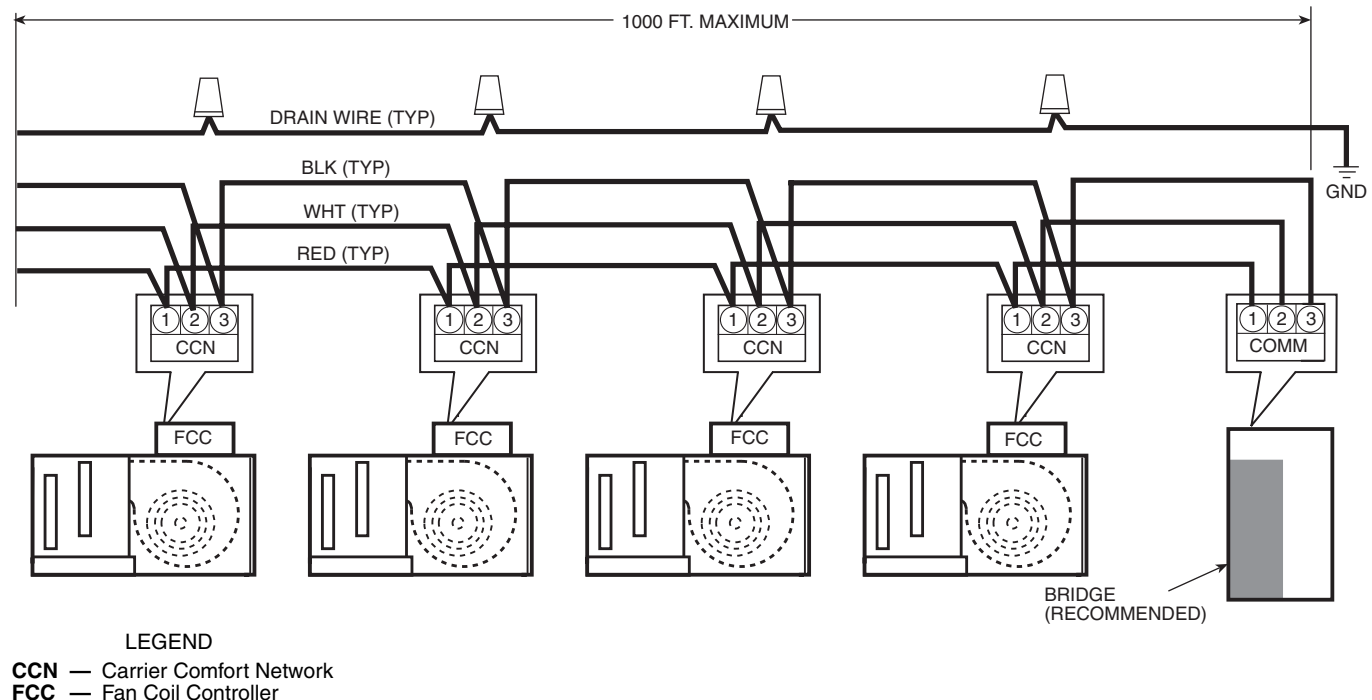 1000 FT. MAXIMUM
DRAIN WIRE (TYP)
BLK (TYP)
GND
WHT (TYP)
RED (TYP)
1 2 3
CCN
1 2 3
CCN
1 2 3
CCN
1 2 3
CCN
1 2 3
COMM
FCC
FCC
FCC
FCC
BRIDGE
(RECOMMENDED)
LEGEND
CCN — Carrier Comfort Network
FCC — Fan Coil Controller